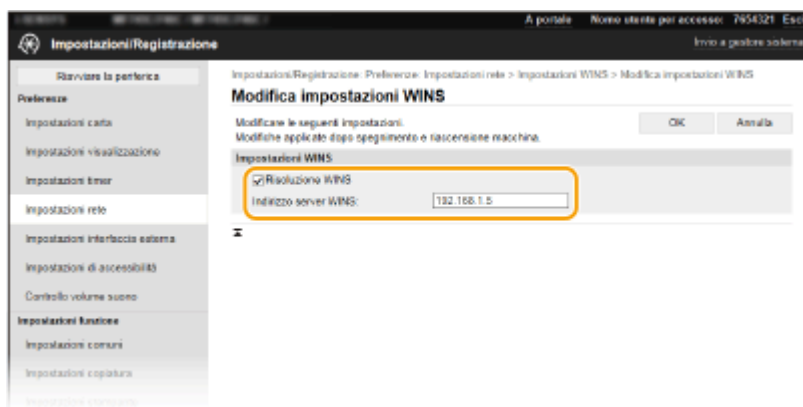 A portale Nome utente per accesso: 7654321 Esc
Impostazioni/Registrazione
Invio a gestore sistema
Riavviare la periferica
Preferenze
Impostazioni carta
Impostazioni visualizzazione
Impostazioni timer
Impostazioni rete
Impostazioni interfaccia esterna
Impostazioni di accessibilità
Controllo volume suono
Impostazioni funzione
Impostazioni comuni
Impostazioni copiatura
Impostazioni/Registrazione: Preferenze: Impostazioni rete > Impostazioni WINS > Modifica impostazioni WINS
Modifica impostazioni WINS
Modificare le seguenti impostazioni.
Modifiche applicate dopo spegnimento e riaccensione macchina.
OK Annulla
Impostazioni WINS
Risoluzione WINS
Indirizzo server WINS: 192.168.1.5